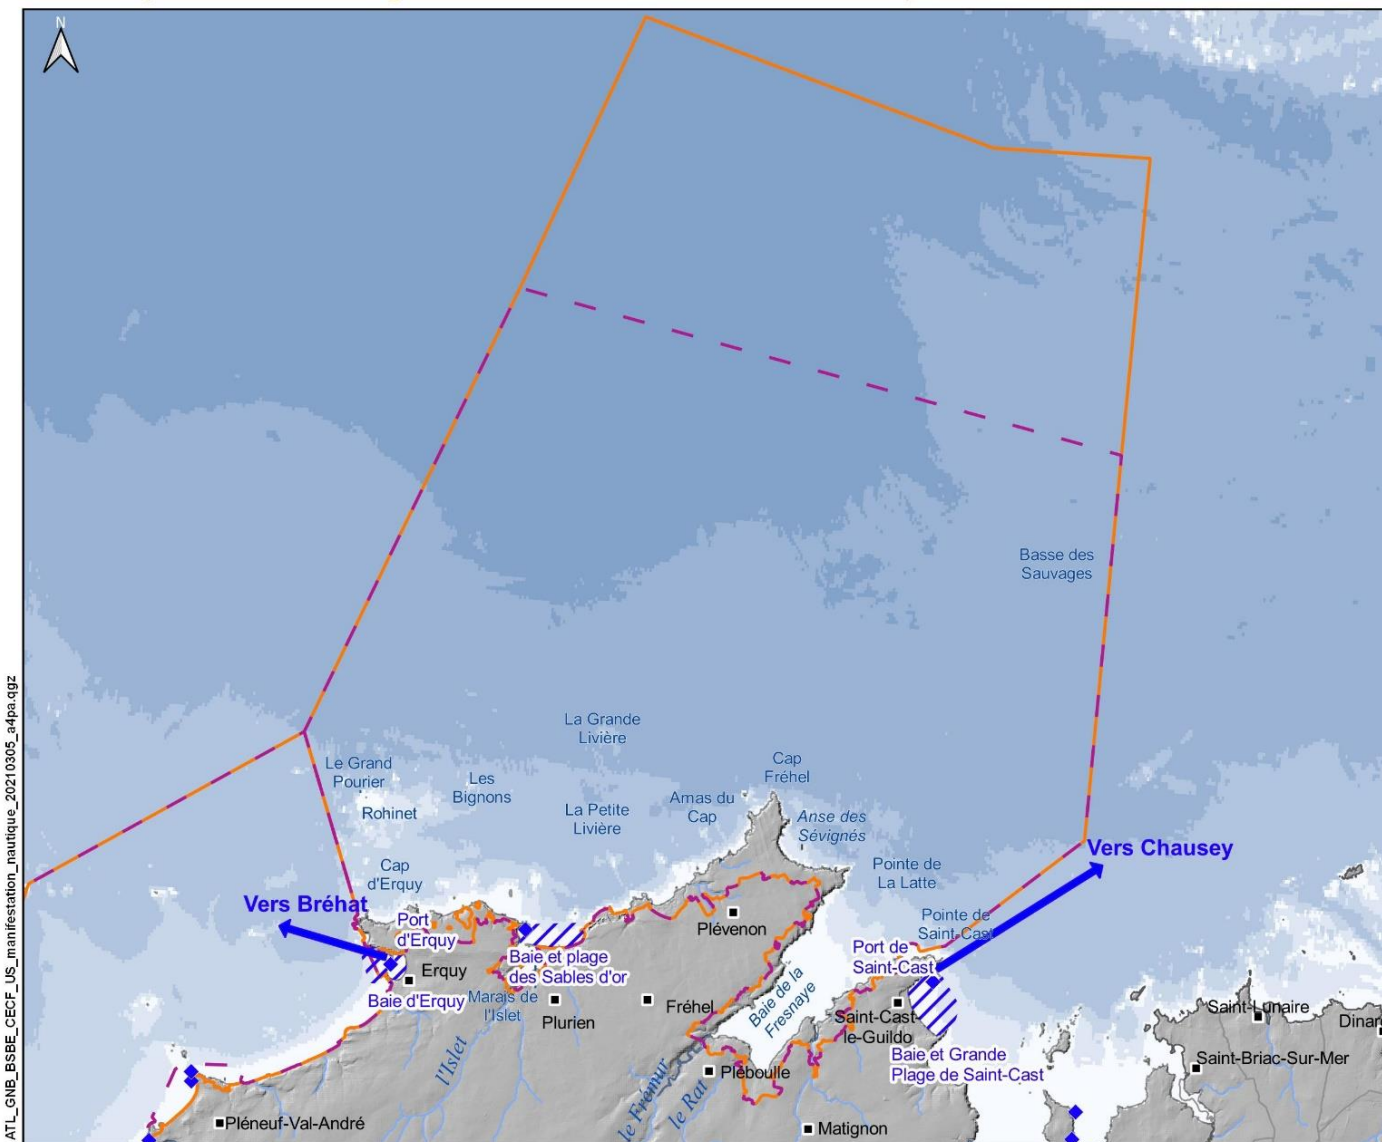 N
ATL_GNB_BSBE_CECF_US_manifestation_nautique_20210305_a4pa.qgz
Basse des
Sauvages
La Grande
Livière
Le Grand
Pourier
Les
Bignons
Rohinet
La Petite
Livière
Amas du
Cap
Cap
Fréhel
Anse des
Sévignés
Vers Chausey
Cap
d'Erquy
Pointe de
La Latte
Vers Bréhat
Port
d'Erquy
Plévenon
Pointe de
Saint-Cast
Port de
Saint-Cast
Baie et plage
des Sables d'or
Erquy
Baie d'Erquy
Marais de
l'Islet
Plurien
Fréhel
Baie de la
Fresnaye
Saint-Cast-
le-Guildo
Saint-Lunaire
Dinar
Baie et Grande
Plage de Saint-Cast
Saint-Briac-Sur-Mer
l'Islet
le Fremur
le Rat
Pléboulle
Pléneuf-Val-André
Matignon